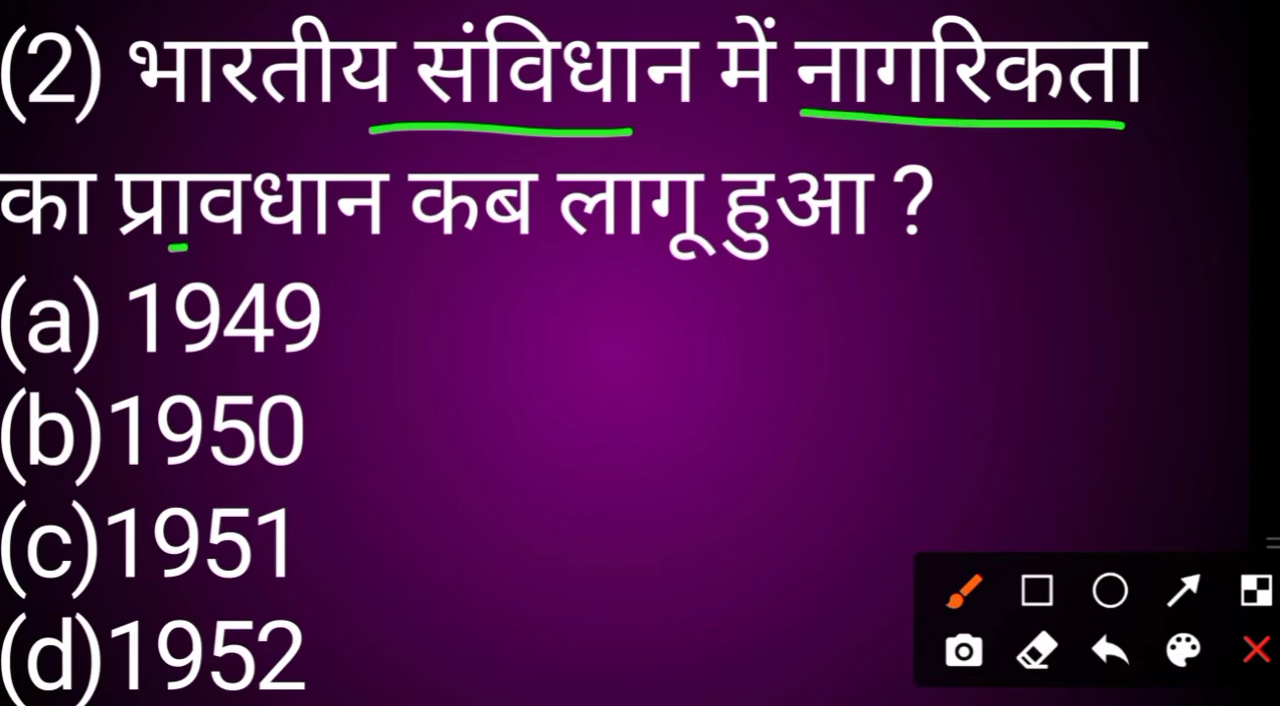 (2) भारतीय संविधान में नागरिकता
का प्रावधान कब लागू हुआ ?
(a) 1949
(b)1950
(c)1951
(d)1952